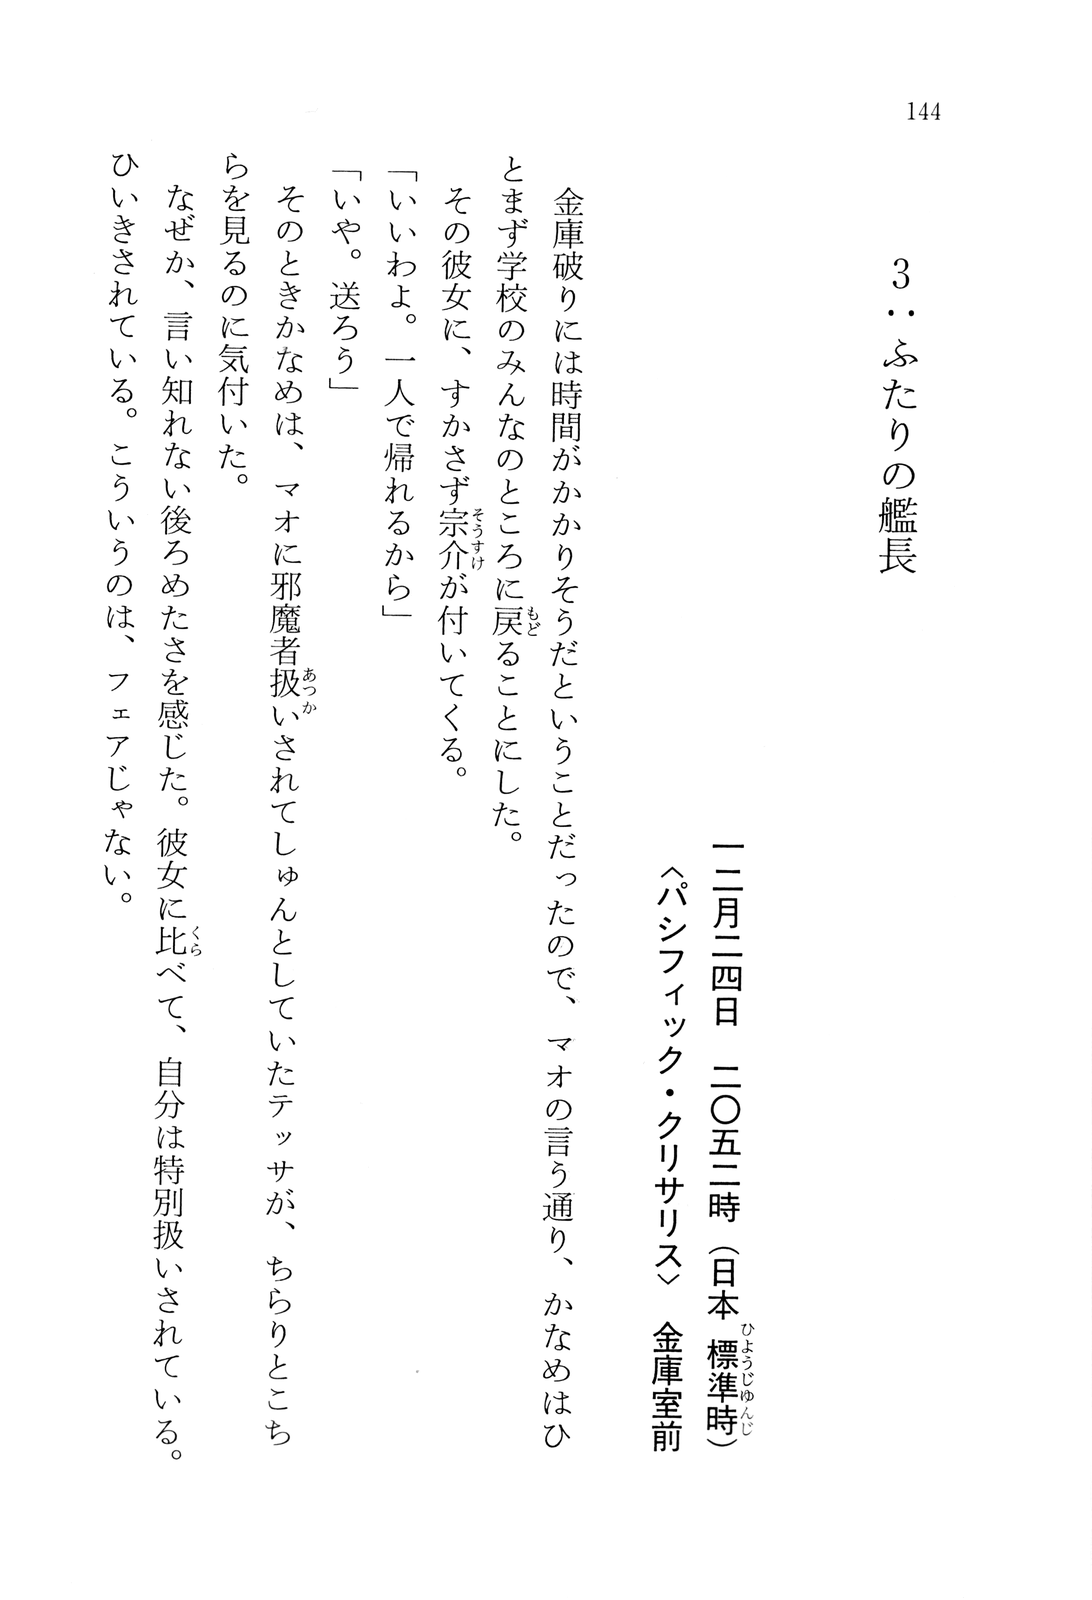 144
3：ふたりの艦長
一二月二四日　二〇五二時（日本標準時）
〈パシフィック・クリサリス〉　金庫室前
　金庫破りには時間がかかりそうだということだったので、マオの言う通り、かなめはひ
とまず学校のみんなのところに戻ることにした。
　その彼女に、すかさず宗介が付いてくる。
「いいわよ。一人で帰れるから」
「いや。送ろう」
　そのときかなめは、マオに邪魔者扱いされてしゅんとしていたテッサが、ちらりとこち
らを見るのに気付いた。
　なぜか、言い知れない後ろめたさを感じた。彼女に比べて、自分は特別扱いされている。
ひいきされている。こういうのは、フェアじゃない。